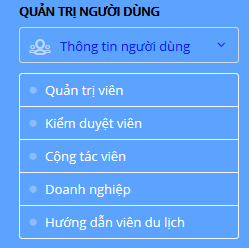 QUẢN TRỊ NGƯỜI DÙNG
Thông tin người dùng
Quản trị viên
Kiểm duyệt viên
Cộng tác viên
Doanh nghiệp
Hướng dẫn viên du lịch